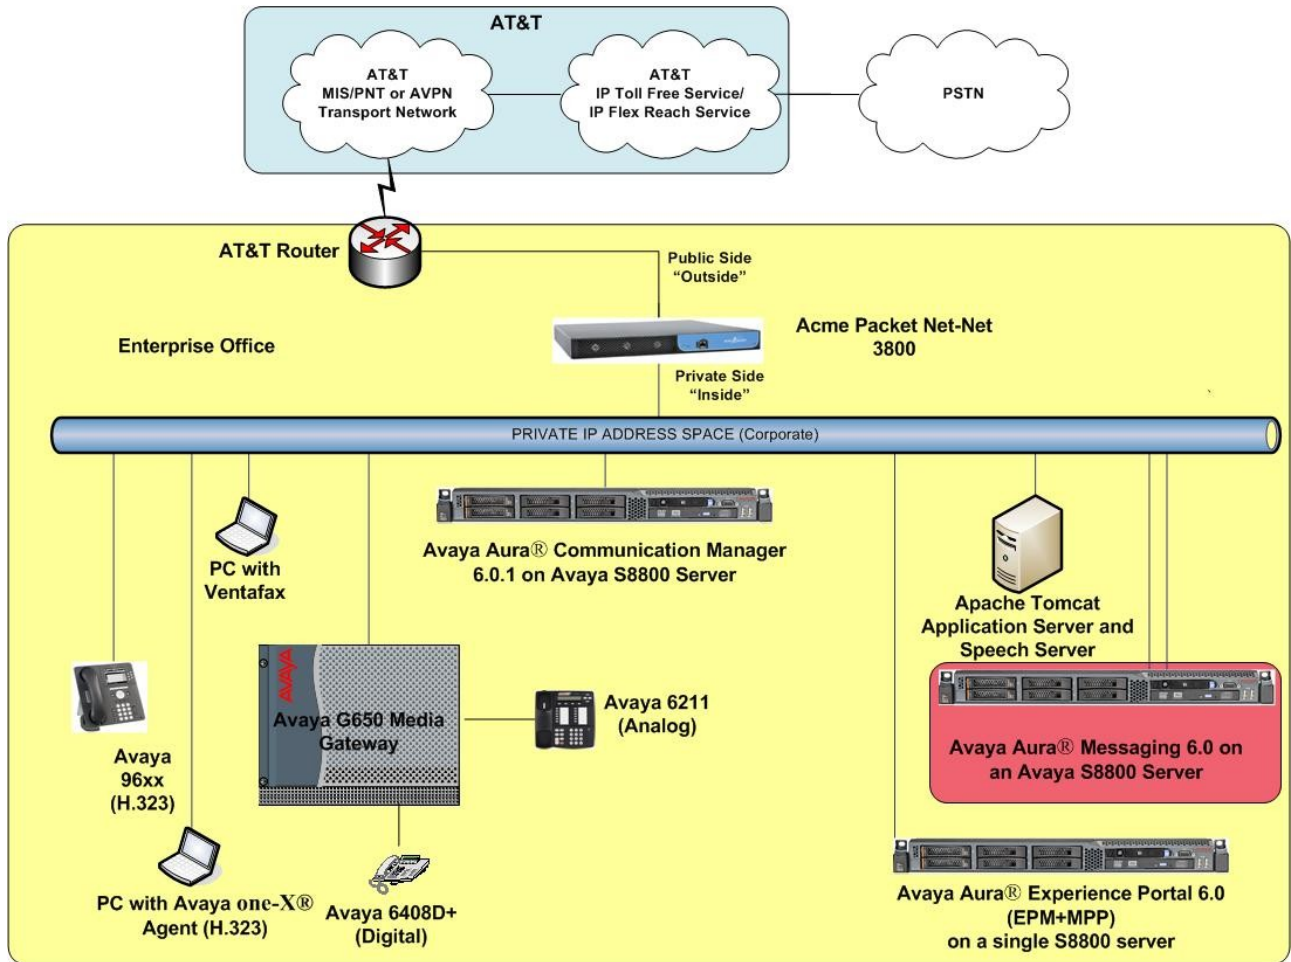 AT&T
AT&T
MIS/PNT or AVPN
Transport Network
AT&T
IP Toll Free Service/
IP Flex Reach Service
PSTN
AT&T Router
Public Side
“Outside”
Enterprise Office
Acme Packet Net-Net
3800
Private Side
“Inside”
PRIVATE IP ADDRESS SPACE (Corporate)
PC with
Ventafax
Avaya Aura® Communication Manager
6.0.1 on Avaya S8800 Server
Apache Tomcat
Application Server and
Speech Server
AVAYA
Avaya G650 Media
Gateway
Avaya 6211
(Analog)
Avaya
96xx
(H.323)
Avaya Aura® Messaging 6.0 on
an Avaya S8800 Server
PC with Avaya one-X®
Agent (H.323)
Avaya 6408D+
(Digital)
Avaya Aura® Experience Portal 6.0
(EPM+MPP)
on a single S8800 server